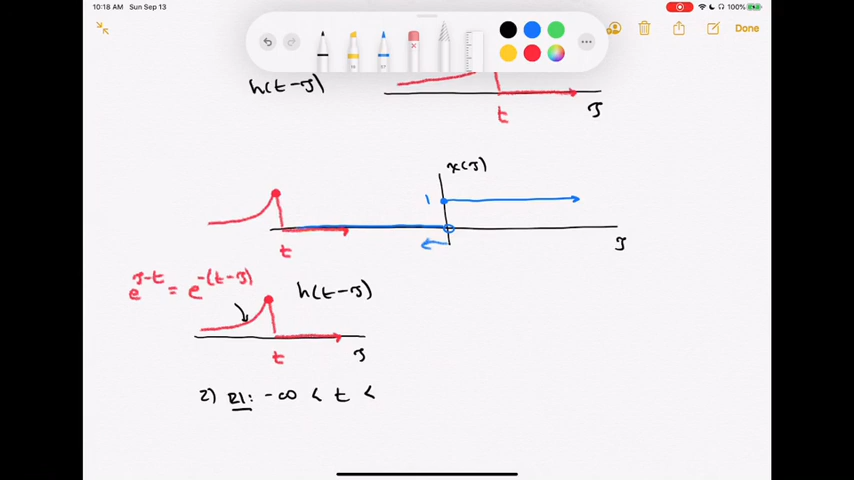 10:18 AM Sun Sep 13
100%
Done
h(t-τ)
t
τ
x(τ)
1
t
τ
e^τ-t = e^-(t-τ)
h(t-τ)
t
τ
2) R1: -∞ < t <